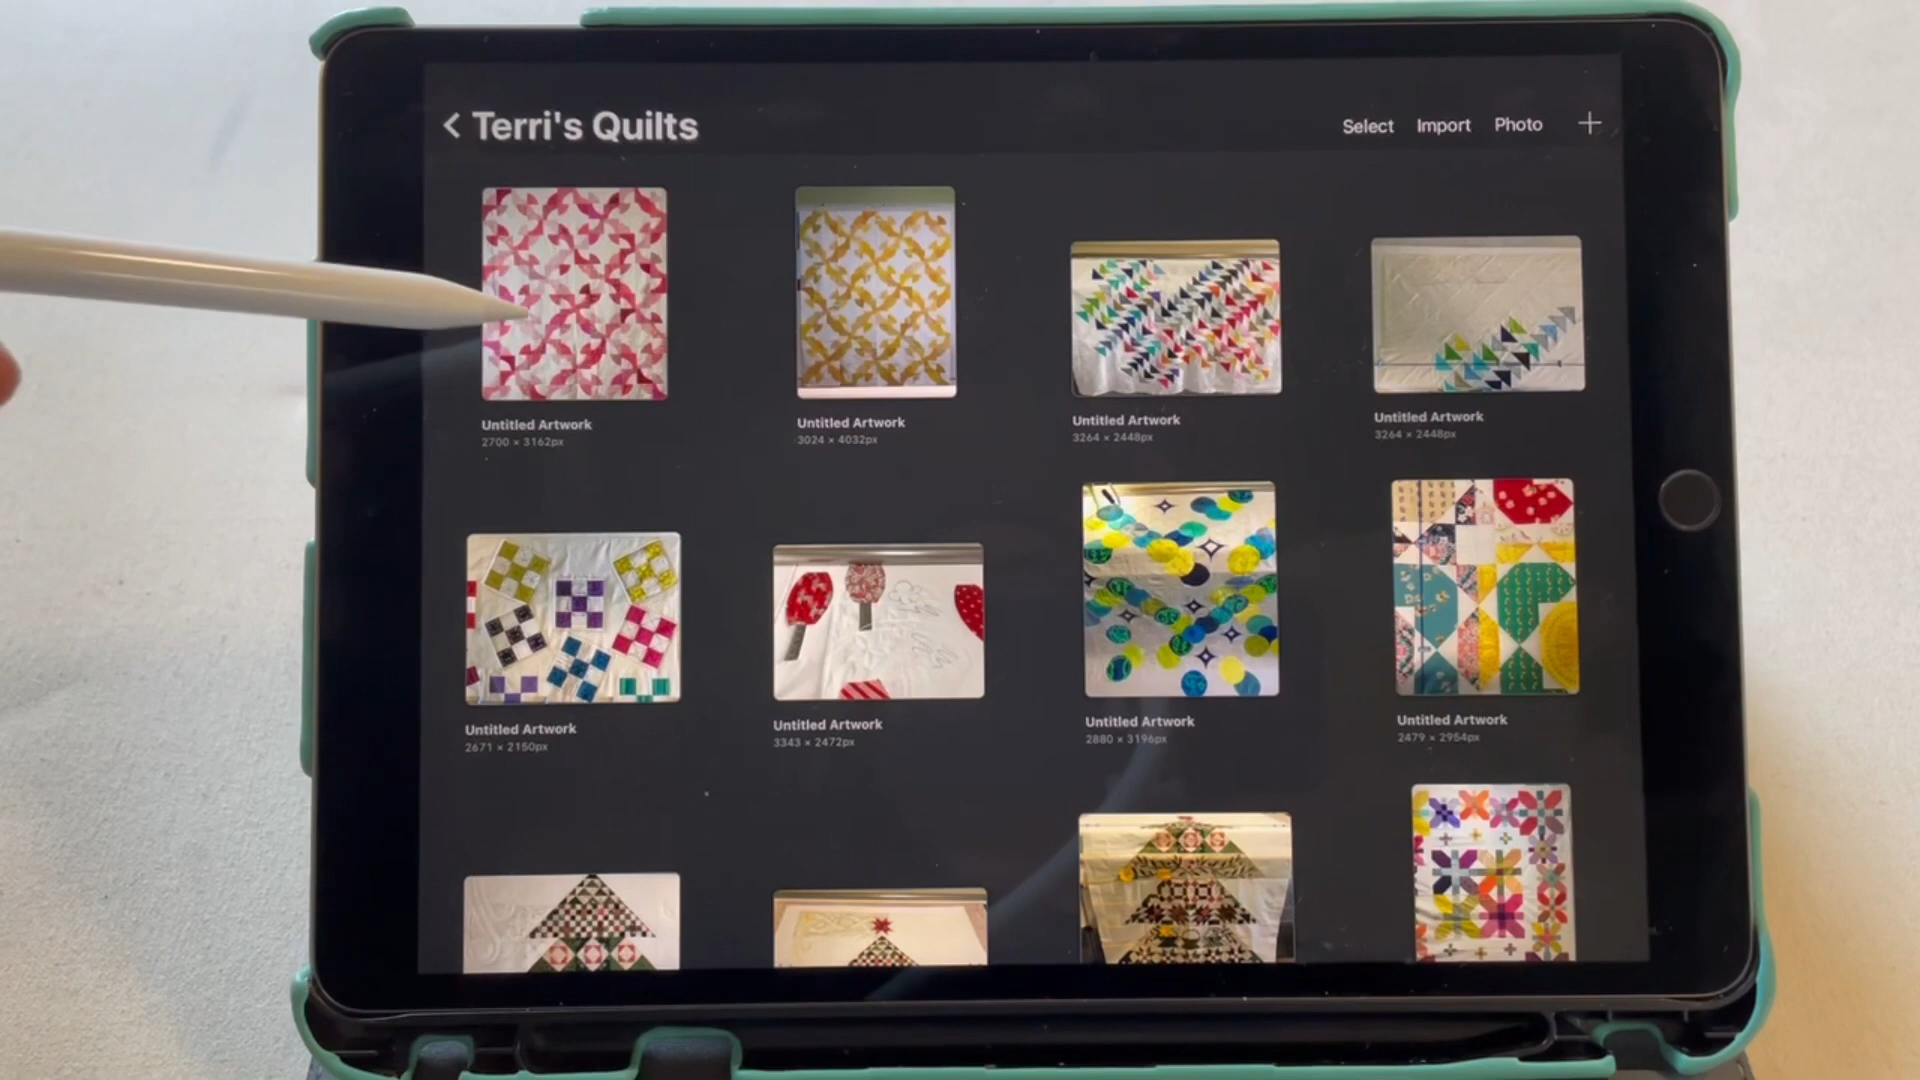 < Terri's Quilts
Select Import Photo +
Untitled Artwork
2700 × 3162px
Untitled Artwork
3024 × 4032px
Untitled Artwork
3264 × 2448px
Untitled Artwork
3264 × 2448px
Untitled Artwork
2671 × 2150px
Untitled Artwork
3343 × 2472px
Untitled Artwork
2880 × 3196px
Untitled Artwork
2479 × 2954px